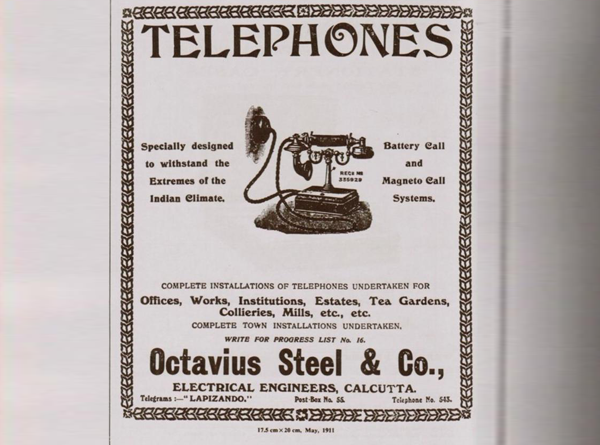 TELEPHONES
Specially designed
to withstand the
Extremes of the
Indian Climate.
REGD NO
255029
Battery Call
and
Magneto Call
Systems.
COMPLETE INSTALLATIONS OF TELEPHONES UNDERTAKEN FOR
Offices, Works, Institutions, Estates, Tea Gardens,
Collieries, Mills, etc., etc.
COMPLETE TOWN INSTALLATIONS UNDERTAKEN.
WRITE FOR PROGRESS LIST No. 16.
Octavius Steel & Co.,
ELECTRICAL ENGINEERS, CALCUTTA.
Telegrams :—"LAPIZANDO." Post-Box No. 55. Telephone No. 543.
17.5 cm × 20 cm, May, 1911